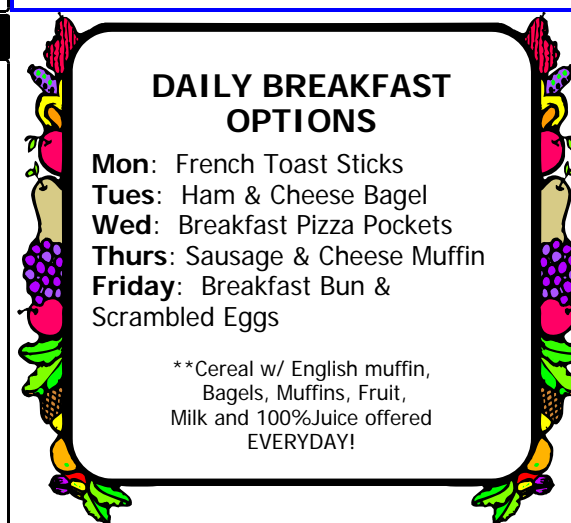 DAILY BREAKFAST
OPTIONS
Mon: French Toast Sticks
Tues: Ham & Cheese Bagel
Wed: Breakfast Pizza Pockets
Thurs: Sausage & Cheese Muffin
Friday: Breakfast Bun &
Scrambled Eggs
**Cereal w/ English muffin,
Bagels, Muffins, Fruit,
Milk and 100%Juice offered
EVERYDAY!